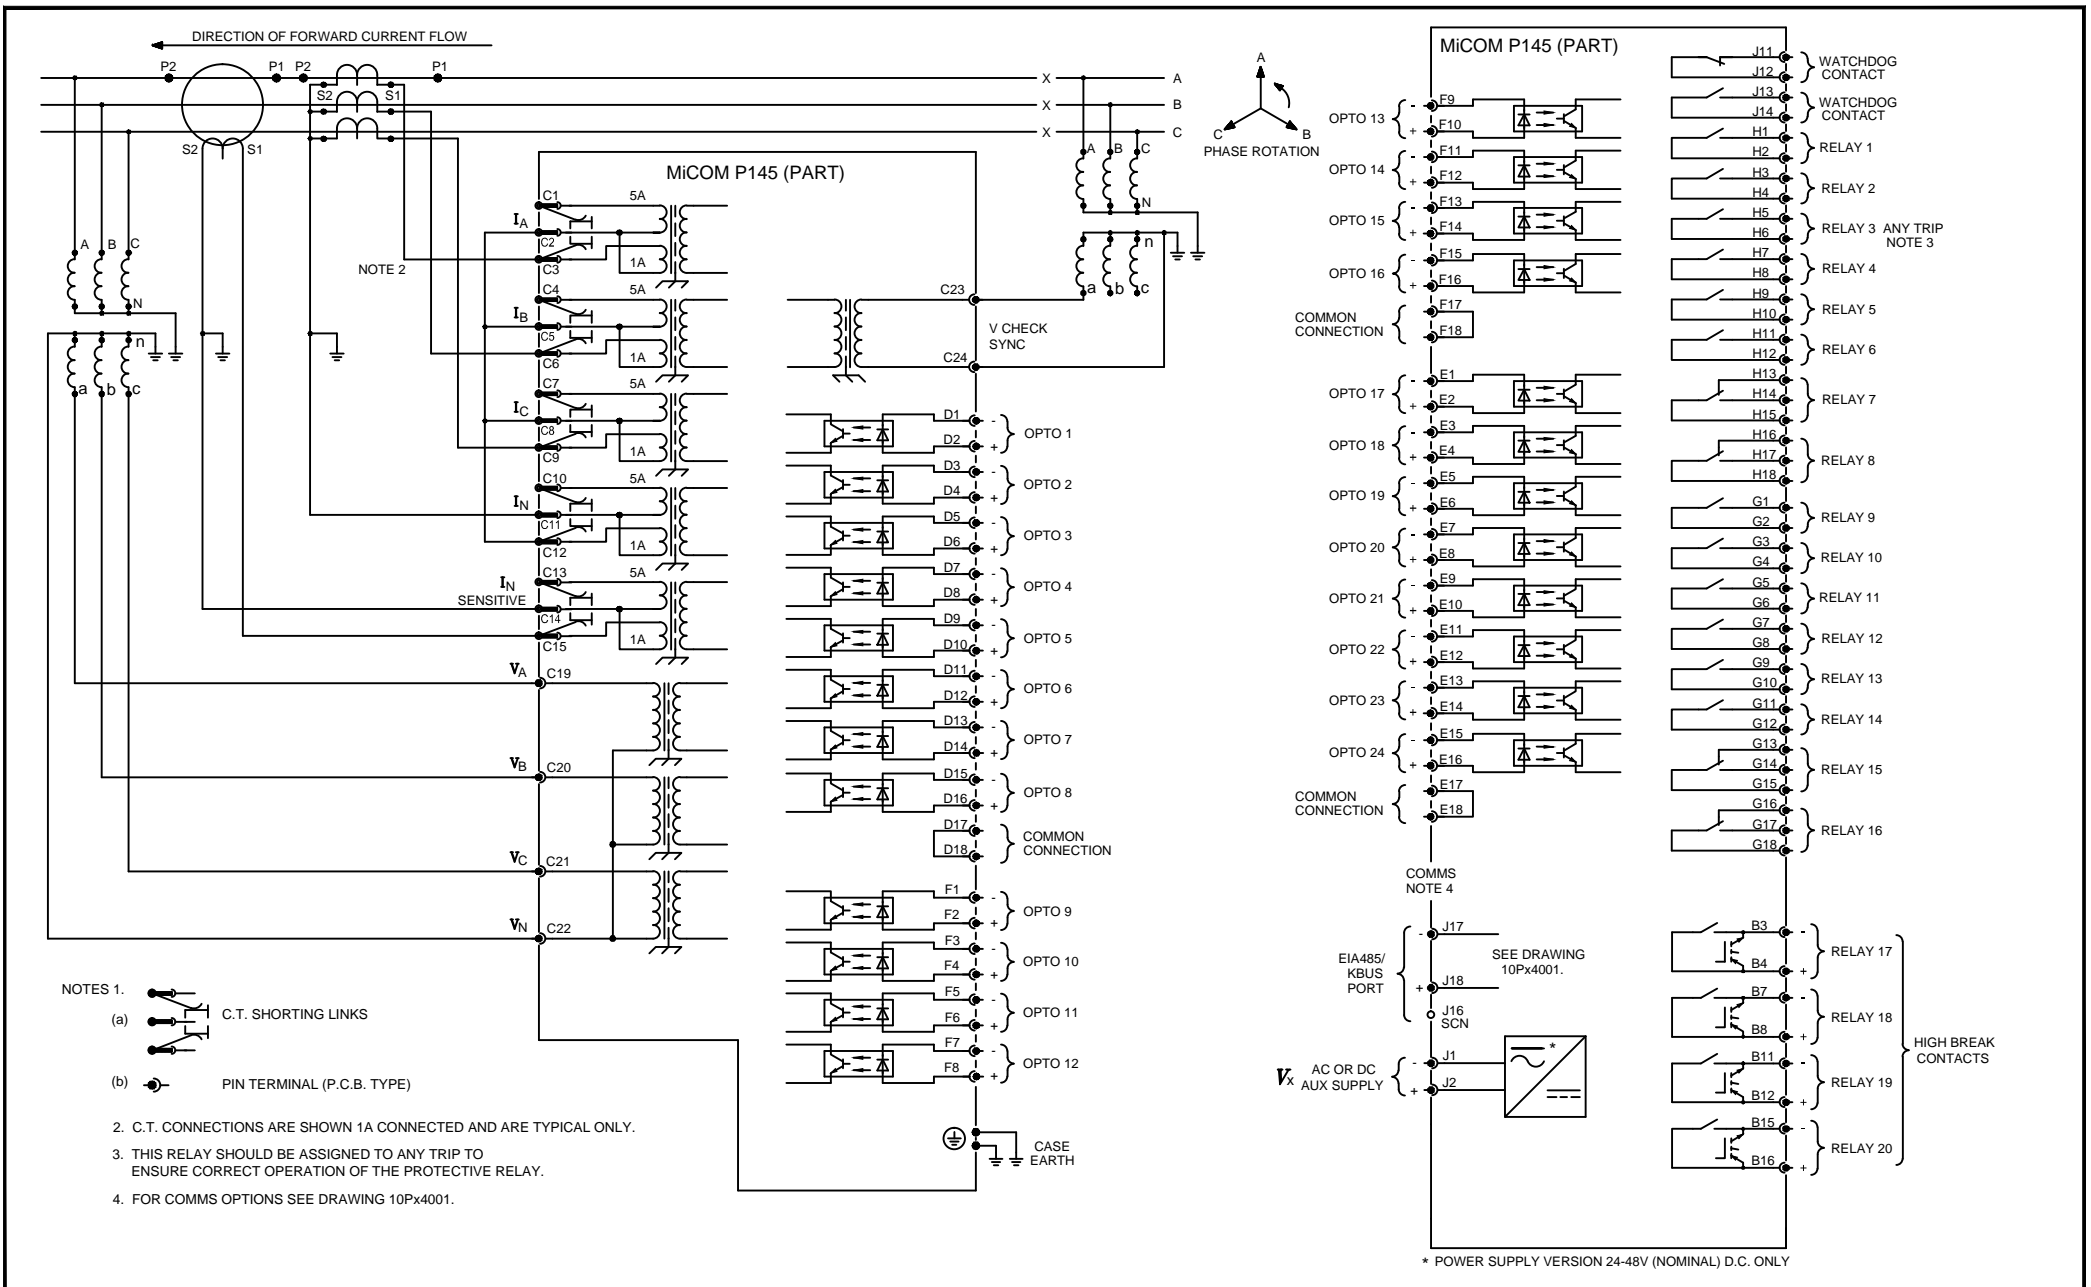 DIRECTION OF FORWARD CURRENT FLOW
P2
P1
P2
P1
S2
S1
S2
S1
X
A
X
B
X
C
A
B
C
N
n
a
b
c
A
B
C
N
n
a
b
c
A
C
B
PHASE ROTATION
MiCOM P145 (PART)
NOTE 2
IA
C1
C2
C3
5A
1A
IB
C4
C5
C6
5A
1A
IC
C7
C8
C9
5A
1A
IN
C10
C11
C12
5A
1A
IN
SENSITIVE
C13
C14
C15
5A
1A
VA
C19
VB
C20
VC
C21
VN
C22
C23
C24
V CHECK
SYNC
D1 -
D2 +
OPTO 1
D3 -
D4 +
OPTO 2
D5 -
D6 +
OPTO 3
D7 -
D8 +
OPTO 4
D9 -
D10 +
OPTO 5
D11 -
D12 +
OPTO 6
D13 -
D14 +
OPTO 7
D15 -
D16 +
OPTO 8
D17
D18
COMMON
CONNECTION
F1 -
F2 +
OPTO 9
F3 -
F4 +
OPTO 10
F5 -
F6 +
OPTO 11
F7 -
F8 +
OPTO 12
CASE
EARTH
NOTES 1.
(a)
C.T. SHORTING LINKS
(b)
PIN TERMINAL (P.C.B. TYPE)
2. C.T. CONNECTIONS ARE SHOWN 1A CONNECTED AND ARE TYPICAL ONLY.
3. THIS RELAY SHOULD BE ASSIGNED TO ANY TRIP TO
ENSURE CORRECT OPERATION OF THE PROTECTIVE RELAY.
4. FOR COMMS OPTIONS SEE DRAWING 10Px4001.
MiCOM P145 (PART)
OPTO 13
- F9
+ F10
OPTO 14
- F11
+ F12
OPTO 15
- F13
+ F14
OPTO 16
- F15
+ F16
COMMON
CONNECTION
F17
F18
OPTO 17
- E1
+ E2
OPTO 18
- E3
+ E4
OPTO 19
- E5
+ E6
OPTO 20
- E7
+ E8
OPTO 21
- E9
+ E10
OPTO 22
- E11
+ E12
OPTO 23
- E13
+ E14
OPTO 24
- E15
+ E16
COMMON
CONNECTION
E17
E18
COMMS
NOTE 4
EIA485/
KBUS
PORT
- J17
+ J18
J16
SCN
SEE DRAWING
10Px4001.
VX
AC OR DC
AUX SUPPLY
- J1
+ J2
*
J11
J12
WATCHDOG
CONTACT
J13
J14
WATCHDOG
CONTACT
H1
H2
RELAY 1
H3
H4
RELAY 2
H5
H6
RELAY 3 ANY TRIP
NOTE 3
H7
H8
RELAY 4
H9
H10
RELAY 5
H11
H12
RELAY 6
H13
H14
H15
RELAY 7
H16
H17
H18
RELAY 8
G1
G2
RELAY 9
G3
G4
RELAY 10
G5
G6
RELAY 11
G7
G8
RELAY 12
G9
G10
RELAY 13
G11
G12
RELAY 14
G13
G14
G15
RELAY 15
G16
G17
G18
RELAY 16
B3 -
B4 +
RELAY 17
B7 -
B8 +
RELAY 18
B11 -
B12 +
RELAY 19
B15 -
B16 +
RELAY 20
HIGH BREAK
CONTACTS
* POWER SUPPLY VERSION 24-48V (NOMINAL) D.C. ONLY